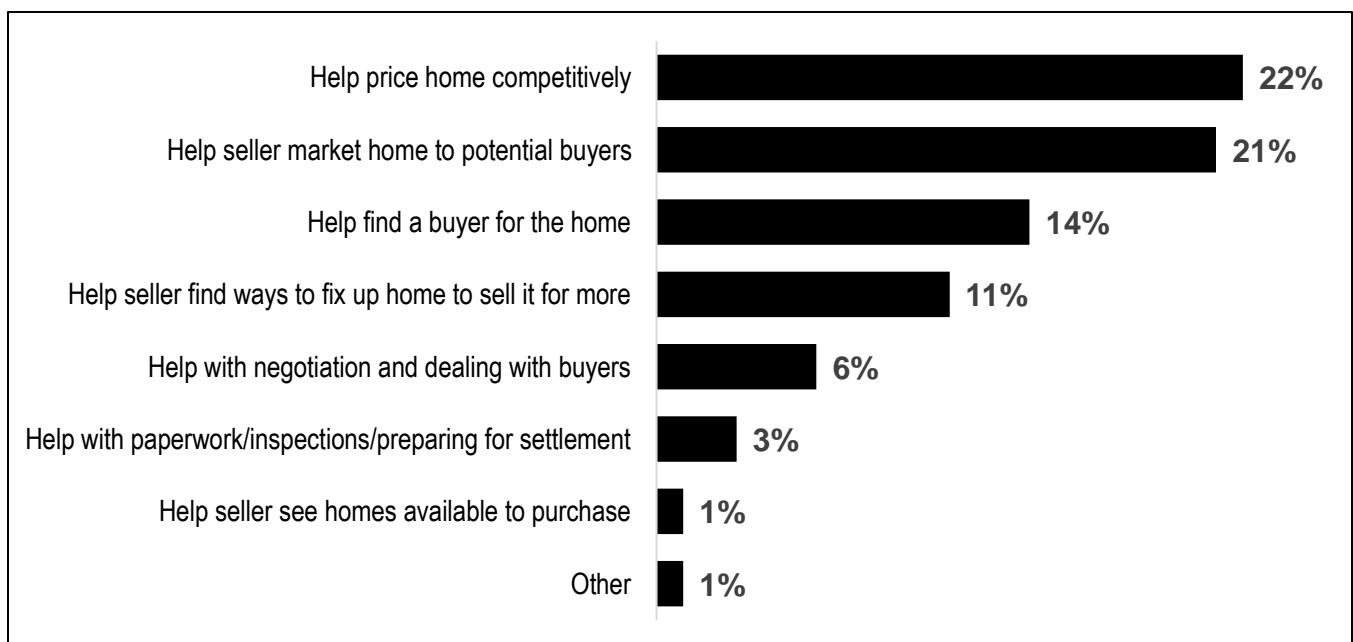 Help price home competitively 22%
Help seller market home to potential buyers 21%
Help find a buyer for the home 14%
Help seller find ways to fix up home to sell it for more 11%
Help with negotiation and dealing with buyers 6%
Help with paperwork/inspections/preparing for settlement 3%
Help seller see homes available to purchase 1%
Other 1%